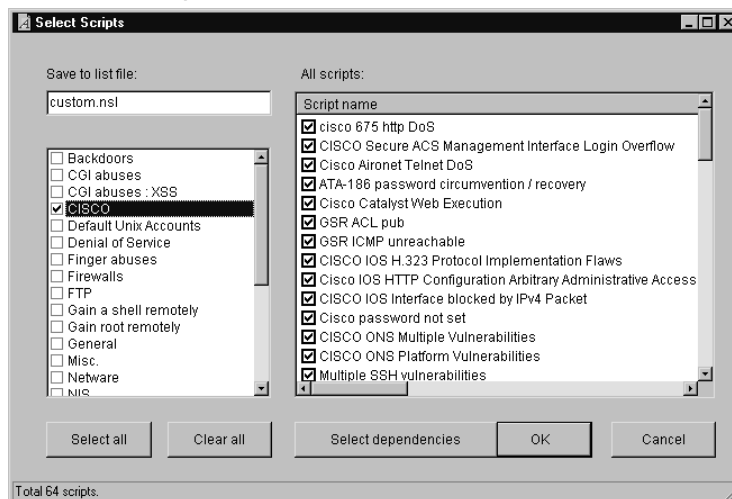 Select Scripts
Save to list file:
custom.nsl
Backdoors
CGI abuses
CGI abuses : XSS
CISCO
Default Unix Accounts
Denial of Service
Finger abuses
Firewalls
FTP
Gain a shell remotely
Gain root remotely
General
Misc.
Netware
NIS
All scripts:
Script name
cisco 675 http DoS
CISCO Secure ACS Management Interface Login Overflow
Cisco Aironet Telnet DoS
ATA-186 password circumvention / recovery
Cisco Catalyst Web Execution
GSR ACL pub
GSR ICMP unreachable
CISCO IOS H.323 Protocol Implementation Flaws
Cisco IOS HTTP Configuration Arbitrary Administrative Access
CISCO IOS Interface blocked by IPv4 Packet
Cisco password not set
CISCO ONS Multiple Vulnerabilities
CISCO ONS Platform Vulnerabilities
Multiple SSH vulnerabilities
Select all
Clear all
Select dependencies
OK
Cancel
Total 64 scripts.